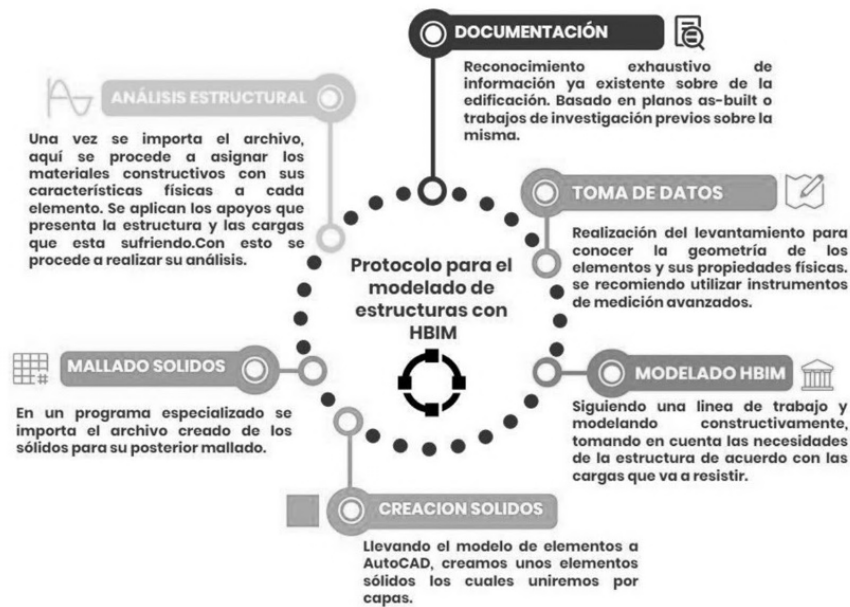 DOCUMENTACIÓN
Reconocimiento exhaustivo de
información ya existente sobre de la
edificación. Basado en planos as-built o
trabajos de investigación previos sobre la
misma.
TOMA DE DATOS
Realización del levantamiento para
conocer la geometría de los
elementos y sus propiedades físicas.
se recomiendo utilizar instrumentos
de medición avanzados.
MODELADO HBIM
Siguiendo una linea de trabajo y
modelando constructivamente,
tomando en cuenta las necesidades
de la estructura de acuerdo con las
cargas que va a resistir.
CREACION SOLIDOS
Llevando el modelo de elementos a
AutoCAD, creamos unos elementos
sólidos los cuales uniremos por
capas.
MALLADO SOLIDOS
#
En un programa especializado se
importa el archivo creado de los
sólidos para su posterior mallado.
ANÁLISIS ESTRUCTURAL
Una vez se importa el archivo,
aquí se procede a asignar los
materiales constructivos con sus
características físicas a cada
elemento. Se aplican los apoyos que
presenta la estructura y las cargas
que esta sufriendo.Con esto se
procede a realizar su análisis.
Protocolo para el
modelado de
estructuras con
HBIM